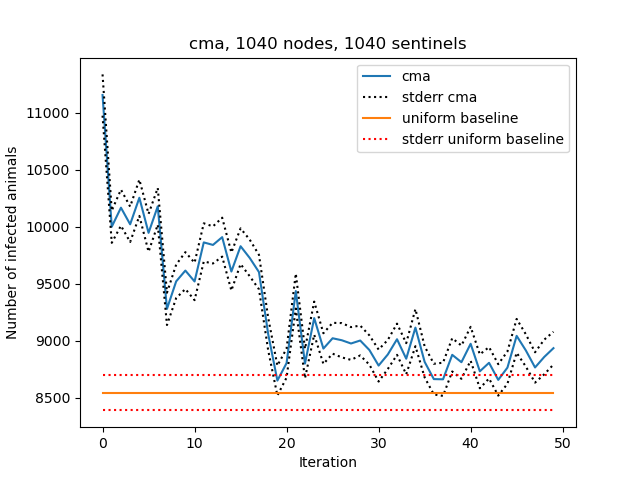 cma, 1040 nodes, 1040 sentinels
cma
stderr cma
uniform baseline
stderr uniform baseline
Number of infected animals
11000
10500
10000
9500
9000
8500
0 10 20 30 40 50
Iteration